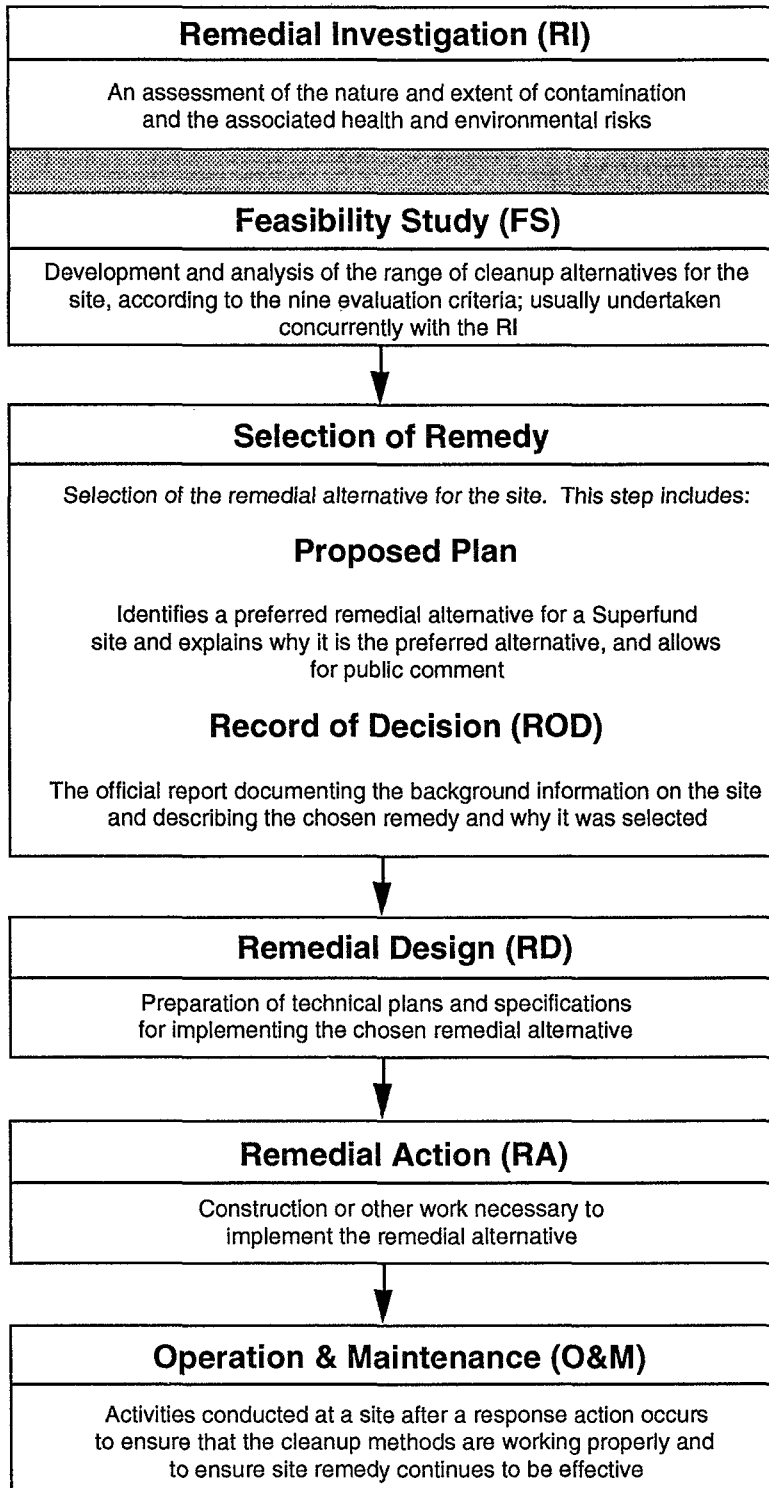 Remedial Investigation (RI)
An assessment of the nature and extent of contamination
and the associated health and environmental risks
Feasibility Study (FS)
Development and analysis of the range of cleanup alternatives for the
site, according to the nine evaluation criteria; usually undertaken
concurrently with the RI
Selection of Remedy
Selection of the remedial alternative for the site. This step includes:
Proposed Plan
Identifies a preferred remedial alternative for a Superfund
site and explains why it is the preferred alternative, and allows
for public comment
Record of Decision (ROD)
The official report documenting the background information on the site
and describing the chosen remedy and why it was selected
Remedial Design (RD)
Preparation of technical plans and specifications
for implementing the chosen remedial alternative
Remedial Action (RA)
Construction or other work necessary to
implement the remedial alternative
Operation & Maintenance (O&M)
Activities conducted at a site after a response action occurs
to ensure that the cleanup methods are working properly and
to ensure site remedy continues to be effective